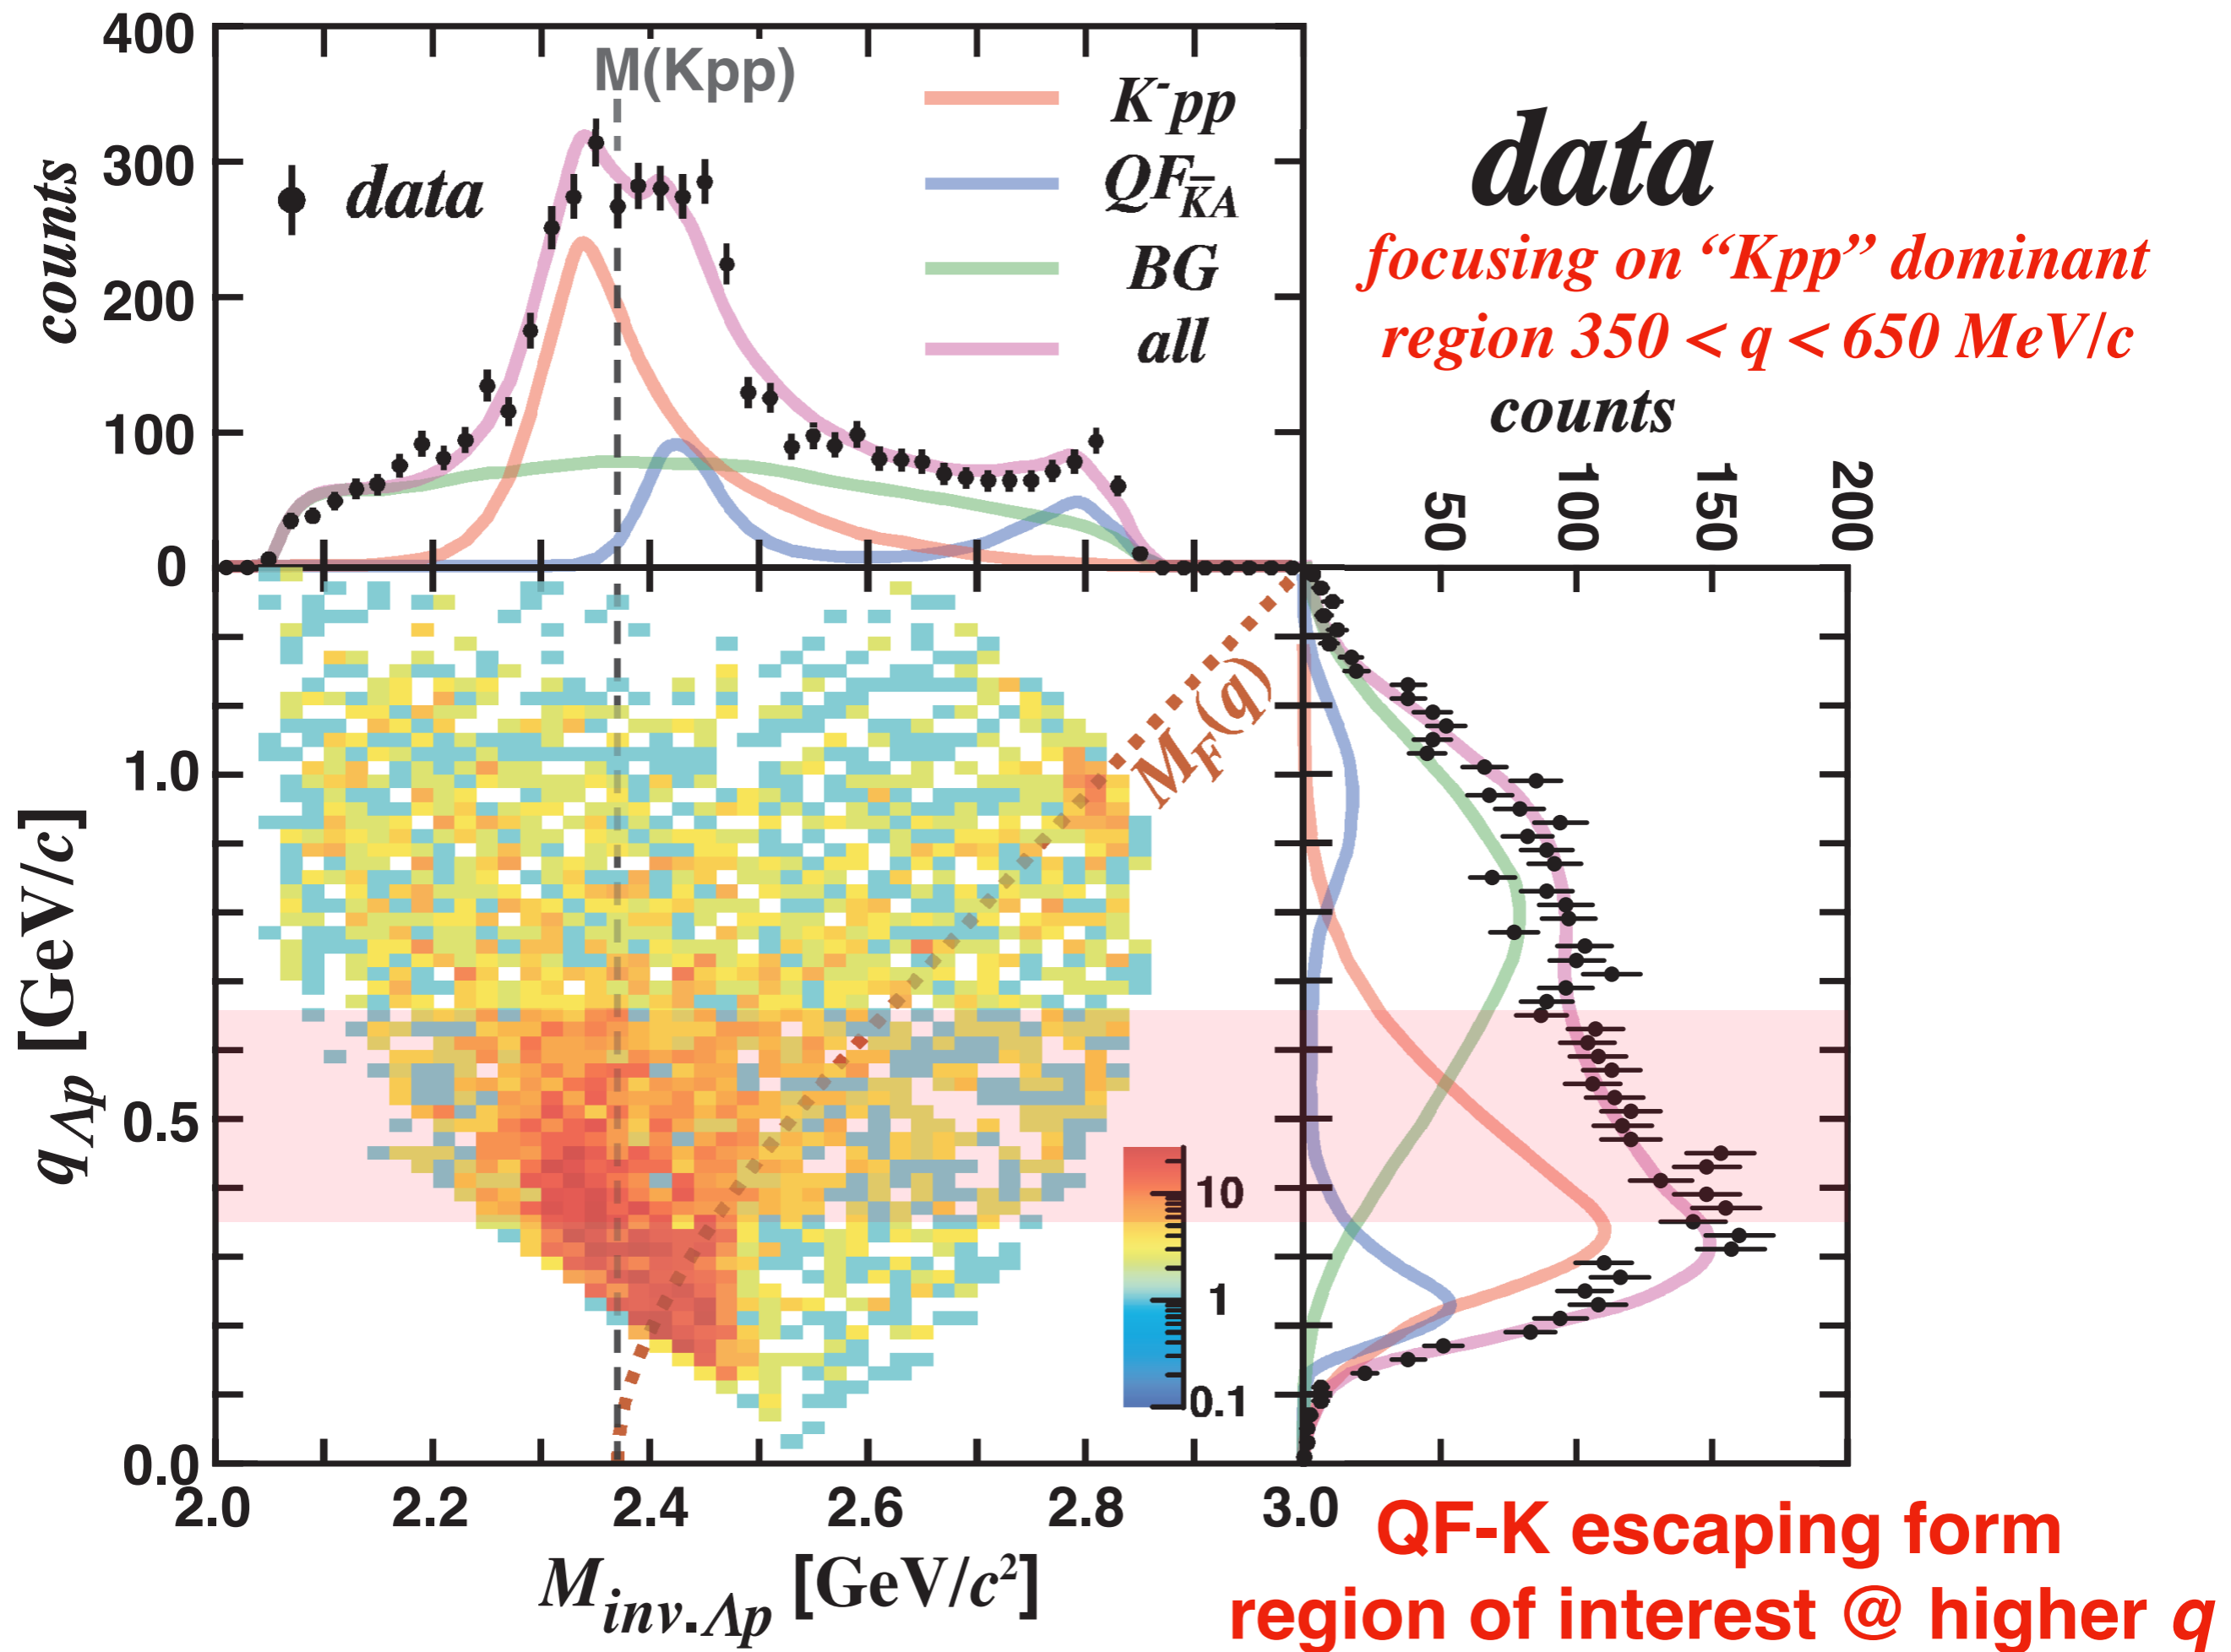 400
300
200
100
0
counts
M(Kpp)
data
K-pp
QF K̄A
BG
all
data
focusing on “Kpp” dominant
region 350 < q < 650 MeV/c
counts
50
100
150
200
M_F(q)
1.0
0.5
0.0
q_Λp [GeV/c]
10
1
0.1
2.0
2.2
2.4
2.6
2.8
3.0
M_inv.Λp [GeV/c²]
QF-K escaping form
region of interest @ higher q